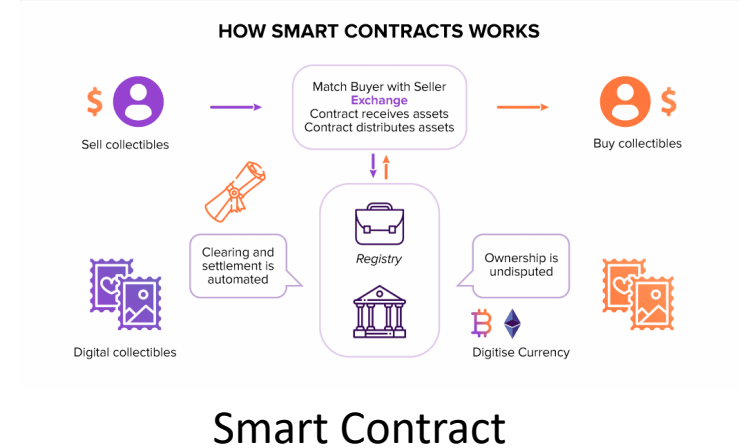 HOW SMART CONTRACTS WORKS
Match Buyer with Seller
Exchange
Contract receives assets
Contract distributes assets
$
$
Sell collectibles
Buy collectibles
Clearing and
settlement is
automated
Registry
Ownership is
undisputed
Digital collectibles
Digitise Currency
Smart Contract